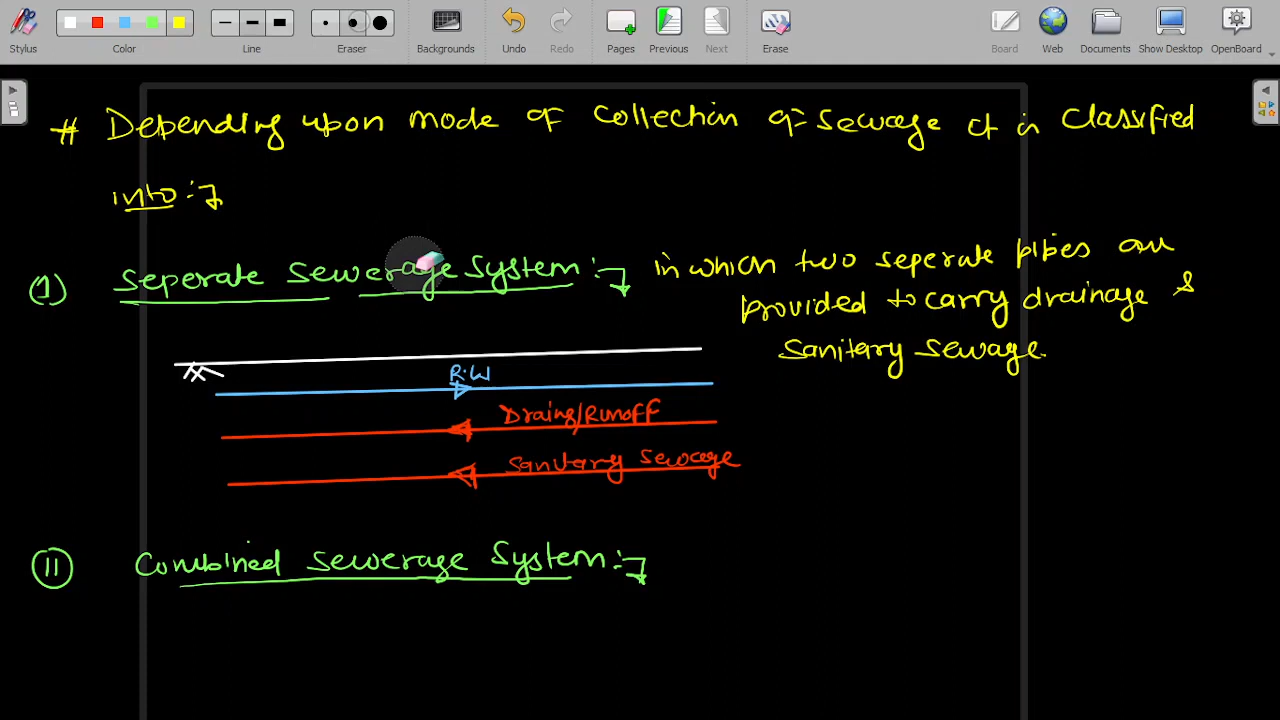 Stylus Color Line Eraser Backgrounds Undo Redo Pages Previous Next Erase Board Web Documents Show Desktop OpenBoard
# Depending upon mode of collection of sewage it is classified
into :-
(I) Seperate Sewerage System :- in which two seperate pipes are
provided to carry drainage &
Sanitary sewage.
R.W
Draing/Runoff
Sanitary sewage
(II) Combined Sewerage System :-